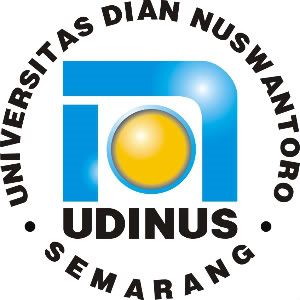 UNIVERSITAS DIAN NUSWANTORO
UDINUS
• SEMARANG •